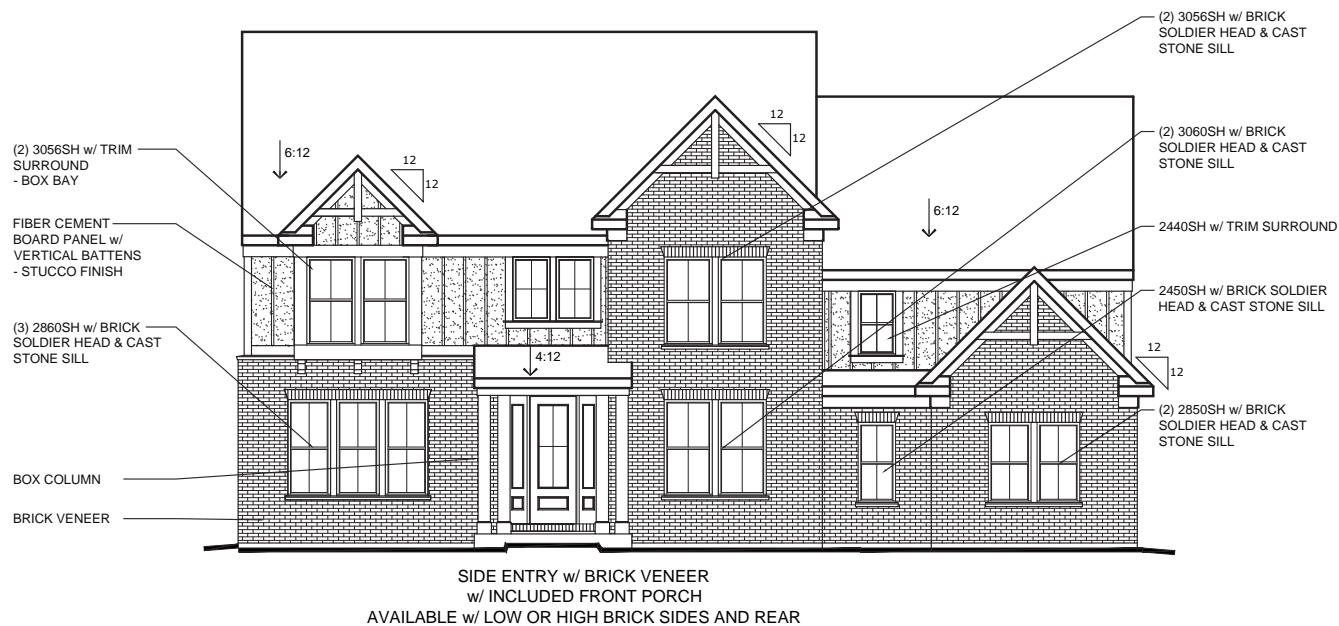 (2) 3056SH w/ BRICK
SOLDIER HEAD & CAST
STONE SILL
12
12
(2) 3056SH w/ TRIM
SURROUND
- BOX BAY
6:12
12
12
(2) 3060SH w/ BRICK
SOLDIER HEAD & CAST
STONE SILL
6:12
FIBER CEMENT
BOARD PANEL w/
VERTICAL BATTENS
- STUCCO FINISH
2440SH w/ TRIM SURROUND
2450SH w/ BRICK SOLDIER
HEAD & CAST STONE SILL
(3) 2860SH w/ BRICK
SOLDIER HEAD & CAST
STONE SILL
4:12
12
12
(2) 2850SH w/ BRICK
SOLDIER HEAD & CAST
STONE SILL
BOX COLUMN
BRICK VENEER
SIDE ENTRY w/ BRICK VENEER
w/ INCLUDED FRONT PORCH
AVAILABLE w/ LOW OR HIGH BRICK SIDES AND REAR